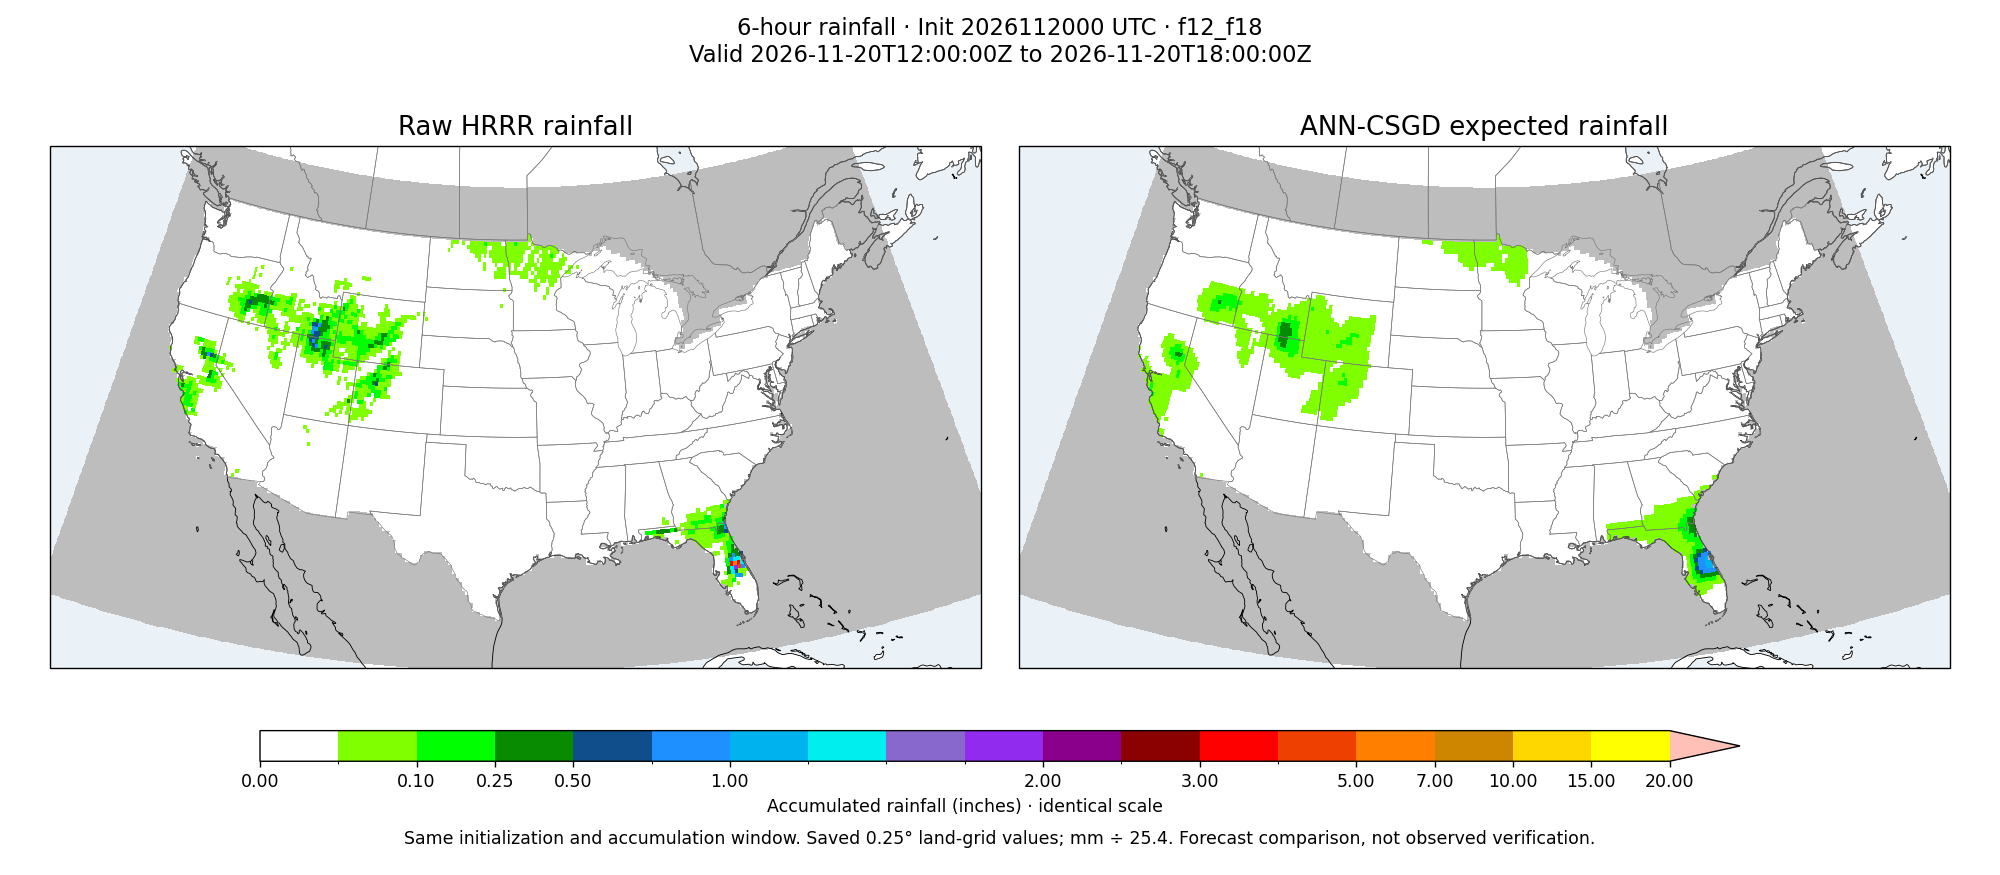 6-hour rainfall · Init 2026112000 UTC · f12_f18
Valid 2026-11-20T12:00:00Z to 2026-11-20T18:00:00Z
Raw HRRR rainfall
ANN-CSGD expected rainfall
0.00 0.10 0.25 0.50 1.00 2.00 3.00 5.00 7.00 10.00 15.00 20.00
Accumulated rainfall (inches) · identical scale
Same initialization and accumulation window. Saved 0.25° land-grid values; mm ÷ 25.4. Forecast comparison, not observed verification.